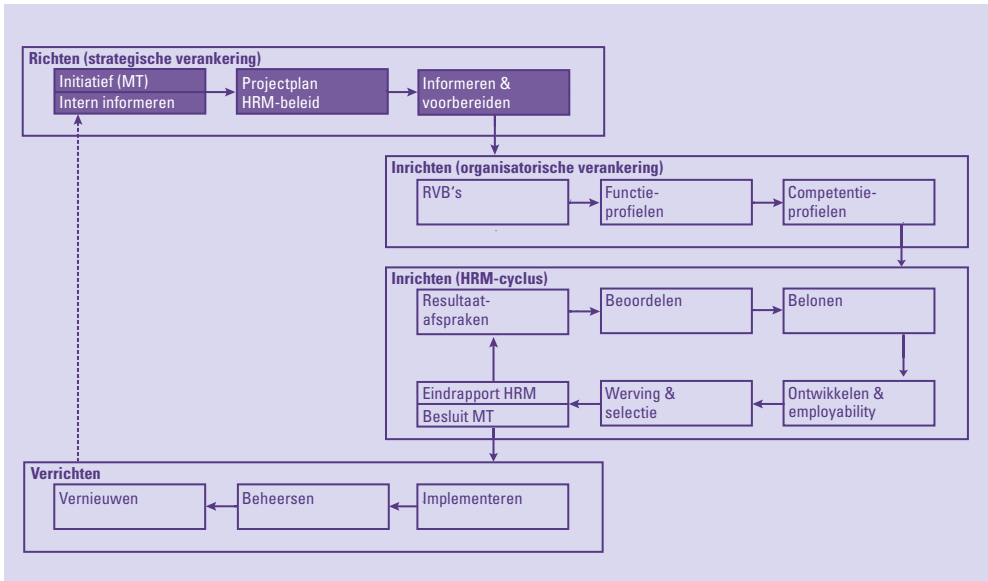 Richten (strategische verankering)
Initiatief (MT)
Intern informeren
Projectplan
HRM-beleid
Informeren &
voorbereiden
Inrichten (organisatorische verankering)
RVB's
Functie-
profielen
Competentie-
profielen
Inrichten (HRM-cyclus)
Resultaat-
afspraken
Beoordelen
Belonen
Eindrapport HRM
Besluit MT
Werving &
selectie
Ontwikkelen &
employability
Verrichten
Vernieuwen
Beheersen
Implementeren